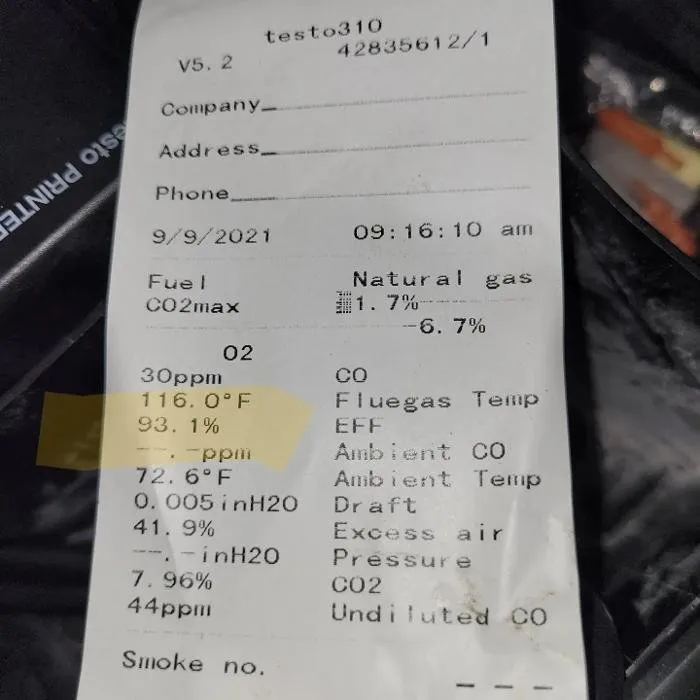 testo310
V5.2 42835612/1
Company
Address
Phone
esto PRINTER
9/9/2021 09:16:10 am
Fuel Natural gas
CO2max 1.7%
-6.7%
O2
30ppm CO
116.0°F Fluegas Temp
93.1% EFF
--.-ppm Ambient CO
72.6°F Ambient Temp
0.005inH2O Draft
41.9% Excess air
--.-inH2O Pressure
7.96% CO2
44ppm Undiluted CO
Smoke no. _ _ _